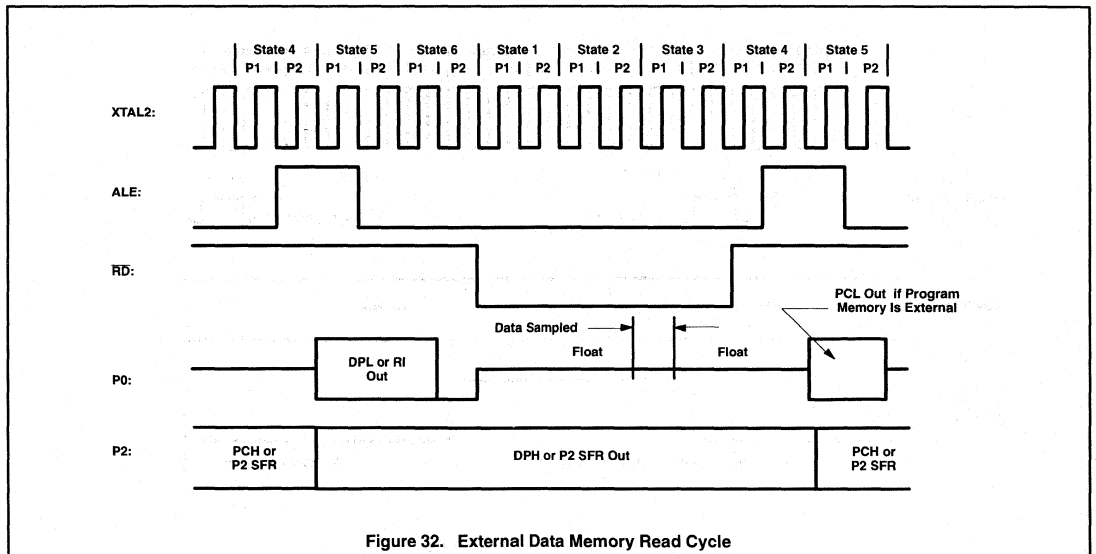 State 4 State 5 State 6 State 1 State 2 State 3 State 4 State 5
P1 P2 P1 P2 P1 P2 P1 P2 P1 P2 P1 P2 P1 P2 P1 P2
XTAL2:
ALE:
RD:
PCL Out if Program
Memory Is External
Data Sampled
Float
Float
P0:
DPL or RI
Out
P2:
PCH or
P2 SFR
DPH or P2 SFR Out
PCH or
P2 SFR
Figure 32. External Data Memory Read Cycle